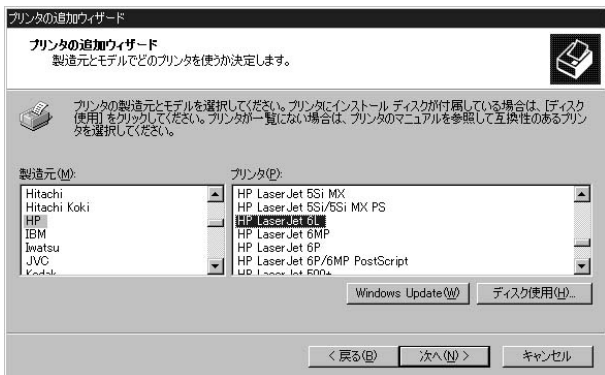 プリンタの追加ウィザード
プリンタの追加ウィザード
製造元とモデルでどのプリンタを使うか決定します。
プリンタの製造元とモデルを選択してください。プリンタにインストール ディスクが付属している場合は、[ディスク
使用] をクリックしてください。プリンタが一覧にない場合は、プリンタのマニュアルを参照して互換性のあるプリン
タを選択してください。
製造元(M):
Hitachi
Hitachi Koki
HP
IBM
Iwatsu
JVC
Kodak
プリンタ(P):
HP LaserJet 5Si MX
HP LaserJet 5Si/5Si MX PS
HP LaserJet 6L
HP LaserJet 6MP
HP LaserJet 6P
HP LaserJet 6P/6MP PostScript
HP LaserJet 500+
Windows Update(W)
ディスク使用(H)...
< 戻る(B)
次へ(N) >
キャンセル